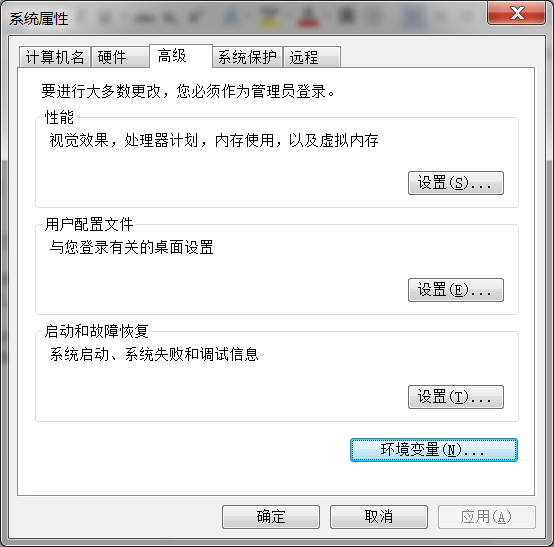 系统属性
计算机名 硬件 高级 系统保护 远程
要进行大多数更改，您必须作为管理员登录。
性能
视觉效果，处理器计划，内存使用，以及虚拟内存
设置(S)...
用户配置文件
与您登录有关的桌面设置
设置(E)...
启动和故障恢复
系统启动、系统失败和调试信息
设置(T)...
环境变量(N)...
确定 取消 应用(A)